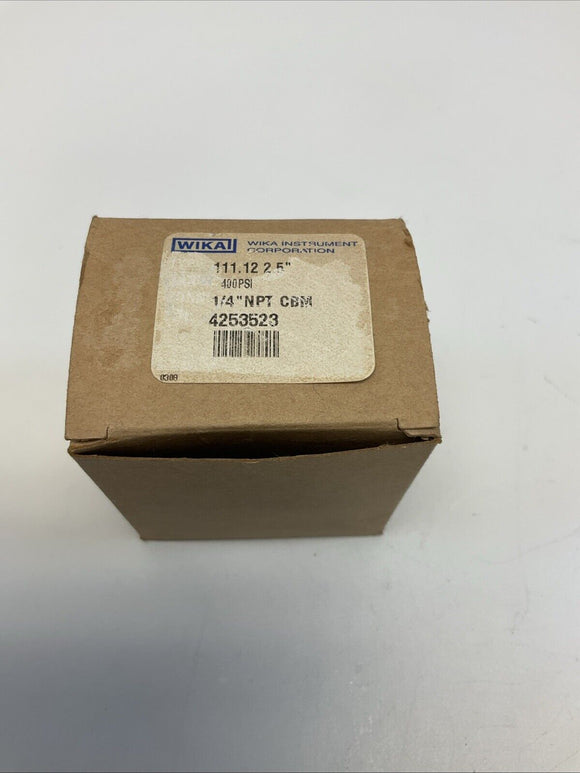 WIKA
WIKA INSTRUMENT
CORPORATION
111.12 2.5"
400PSI
1/4"NPT CBM
4253523
0308